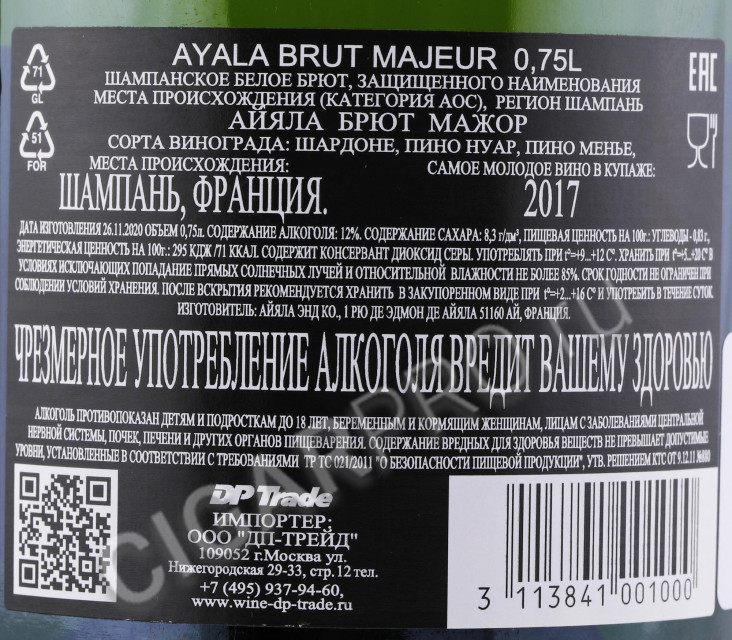 AYALA BRUT MAJEUR 0,75L
ШАМПАНСКОЕ БЕЛОЕ БРЮТ, ЗАЩИЩЕННОГО НАИМЕНОВАНИЯ
МЕСТА ПРОИСХОЖДЕНИЯ (КАТЕГОРИЯ АОС), РЕГИОН ШАМПАНЬ
АЙЯЛА БРЮТ МАЖОР
СОРТА ВИНОГРАДА: ШАРДОНЕ, ПИНО НУАР, ПИНО МЕНЬЕ,
МЕСТА ПРОИСХОЖДЕНИЯ: САМОЕ МОЛОДОЕ ВИНО В КУПАЖЕ:
ШАМПАНЬ, ФРАНЦИЯ. 2017
ДАТА ИЗГОТОВЛЕНИЯ 26.11.2020 ОБЪЕМ 0,75л. СОДЕРЖАНИЕ АЛКОГОЛЯ: 12%. СОДЕРЖАНИЕ САХАРА: 8,3 г/дм³, ПИЩЕВАЯ ЦЕННОСТЬ НА 100г.: УГЛЕВОДЫ - 0,83 г.,
ЭНЕРГЕТИЧЕСКАЯ ЦЕННОСТЬ НА 100г.: 295 КДЖ /71 ККАЛ. СОДЕРЖИТ КОНСЕРВАНТ ДИОКСИД СЕРЫ. УПОТРЕБЛЯТЬ ПРИ t°=+9...+12 С°. ХРАНИТЬ ПРИ t°=+5...+20 С° В
УСЛОВИЯХ ИСКЛЮЧАЮЩИХ ПОПАДАНИЕ ПРЯМЫХ СОЛНЕЧНЫХ ЛУЧЕЙ И ОТНОСИТЕЛЬНОЙ ВЛАЖНОСТИ НЕ БОЛЕЕ 85%. СРОК ГОДНОСТИ НЕ ОГРАНИЧЕН ПРИ
СОБЛЮДЕНИИ УСЛОВИЙ ХРАНЕНИЯ. ПОСЛЕ ВСКРЫТИЯ РЕКОМЕНДУЕТСЯ ХРАНИТЬ В ЗАКУПОРЕННОМ ВИДЕ ПРИ t°=+2...+16 С° И УПОТРЕБИТЬ В ТЕЧЕНИЕ СУТОК.
ИЗГОТОВИТЕЛЬ: АЙЯЛА ЭНД КО., 1 РЮ ДЕ ЭДМОН ДЕ АЙЯЛА 51160 АЙ, ФРАНЦИЯ.
ЧРЕЗМЕРНОЕ УПОТРЕБЛЕНИЕ АЛКОГОЛЯ ВРЕДИТ ВАШЕМУ ЗДОРОВЬЮ
АЛКОГОЛЬ ПРОТИВОПОКАЗАН ДЕТЯМ И ПОДРОСТКАМ ДО 18 ЛЕТ, БЕРЕМЕННЫМ И КОРМЯЩИМ ЖЕНЩИНАМ, ЛИЦАМ С ЗАБОЛЕВАНИЯМИ ЦЕНТРАЛЬНОЙ
НЕРВНОЙ СИСТЕМЫ, ПОЧЕК, ПЕЧЕНИ И ДРУГИХ ОРГАНОВ ПИЩЕВАРЕНИЯ. СОДЕРЖАНИЕ ВРЕДНЫХ ДЛЯ ЗДОРОВЬЯ ВЕЩЕСТВ НЕ ПРЕВЫШАЕТ ДОПУСТИМЫЕ
УРОВНИ, УСТАНОВЛЕННЫЕ В СООТВЕТСТВИИ С ТРЕБОВАНИЯМИ ТР ТС 021/2011 "О БЕЗОПАСНОСТИ ПИЩЕВОЙ ПРОДУКЦИИ", УТВ. РЕШЕНИЕМ КТС ОТ 9.12.11 №880
71
GL
51
FOR
EAC
DP Trade
ИМПОРТЕР:
ООО "ДП-ТРЕЙД"
109052 г.Москва ул.
Нижегородская 29-33, стр.12 тел.
+7 (495) 937-94-60,
www.wine-dp-trade.ru
3 113841 001000
CIGARPRO.ru